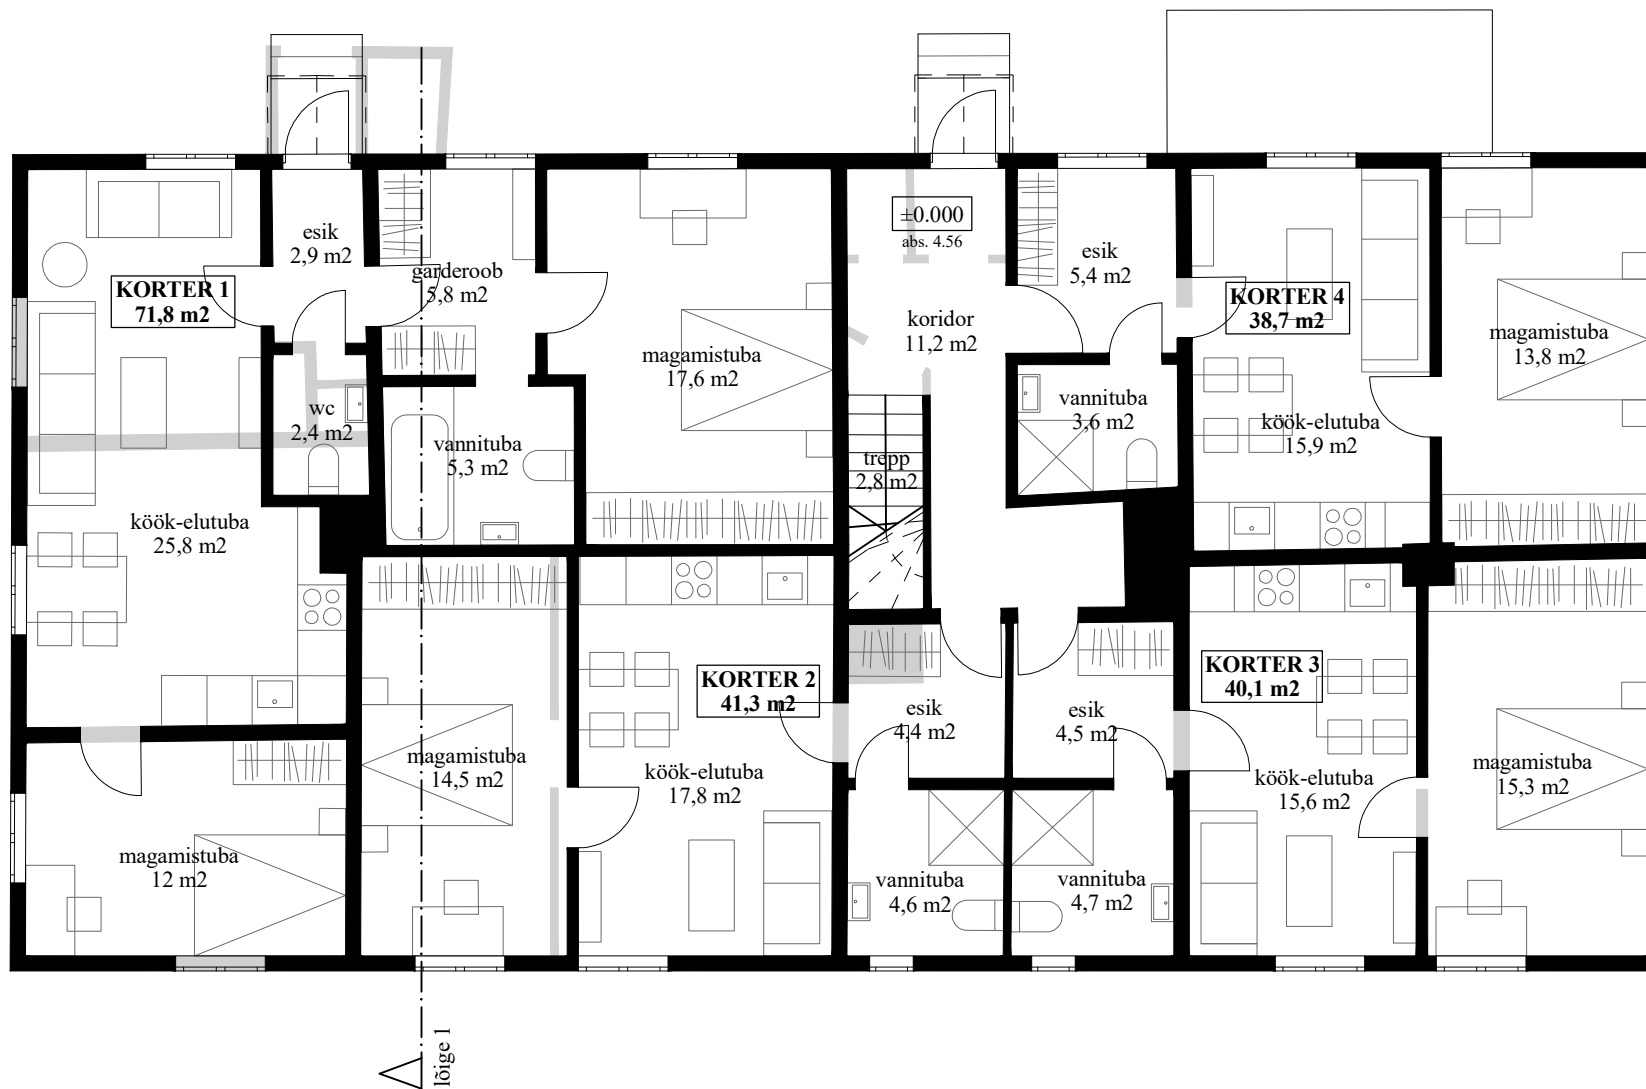 esik
2,9 m2
garderoob
5,8 m2
KORTER 1
71,8 m2
±0.000
abs. 4.56
esik
5,4 m2
KORTER 4
38,7 m2
koridor
11,2 m2
magamistuba
17,6 m2
magamistuba
13,8 m2
wc
2,4 m2
vannituba
5,3 m2
trepp
2,8 m2
vannituba
3,6 m2
köök-elutuba
15,9 m2
köök-elutuba
25,8 m2
KORTER 2
41,3 m2
KORTER 3
40,1 m2
esik
4,4 m2
esik
4,5 m2
magamistuba
14,5 m2
köök-elutuba
17,8 m2
köök-elutuba
15,6 m2
magamistuba
15,3 m2
magamistuba
12 m2
vannituba
4,6 m2
vannituba
4,7 m2
lõige 1